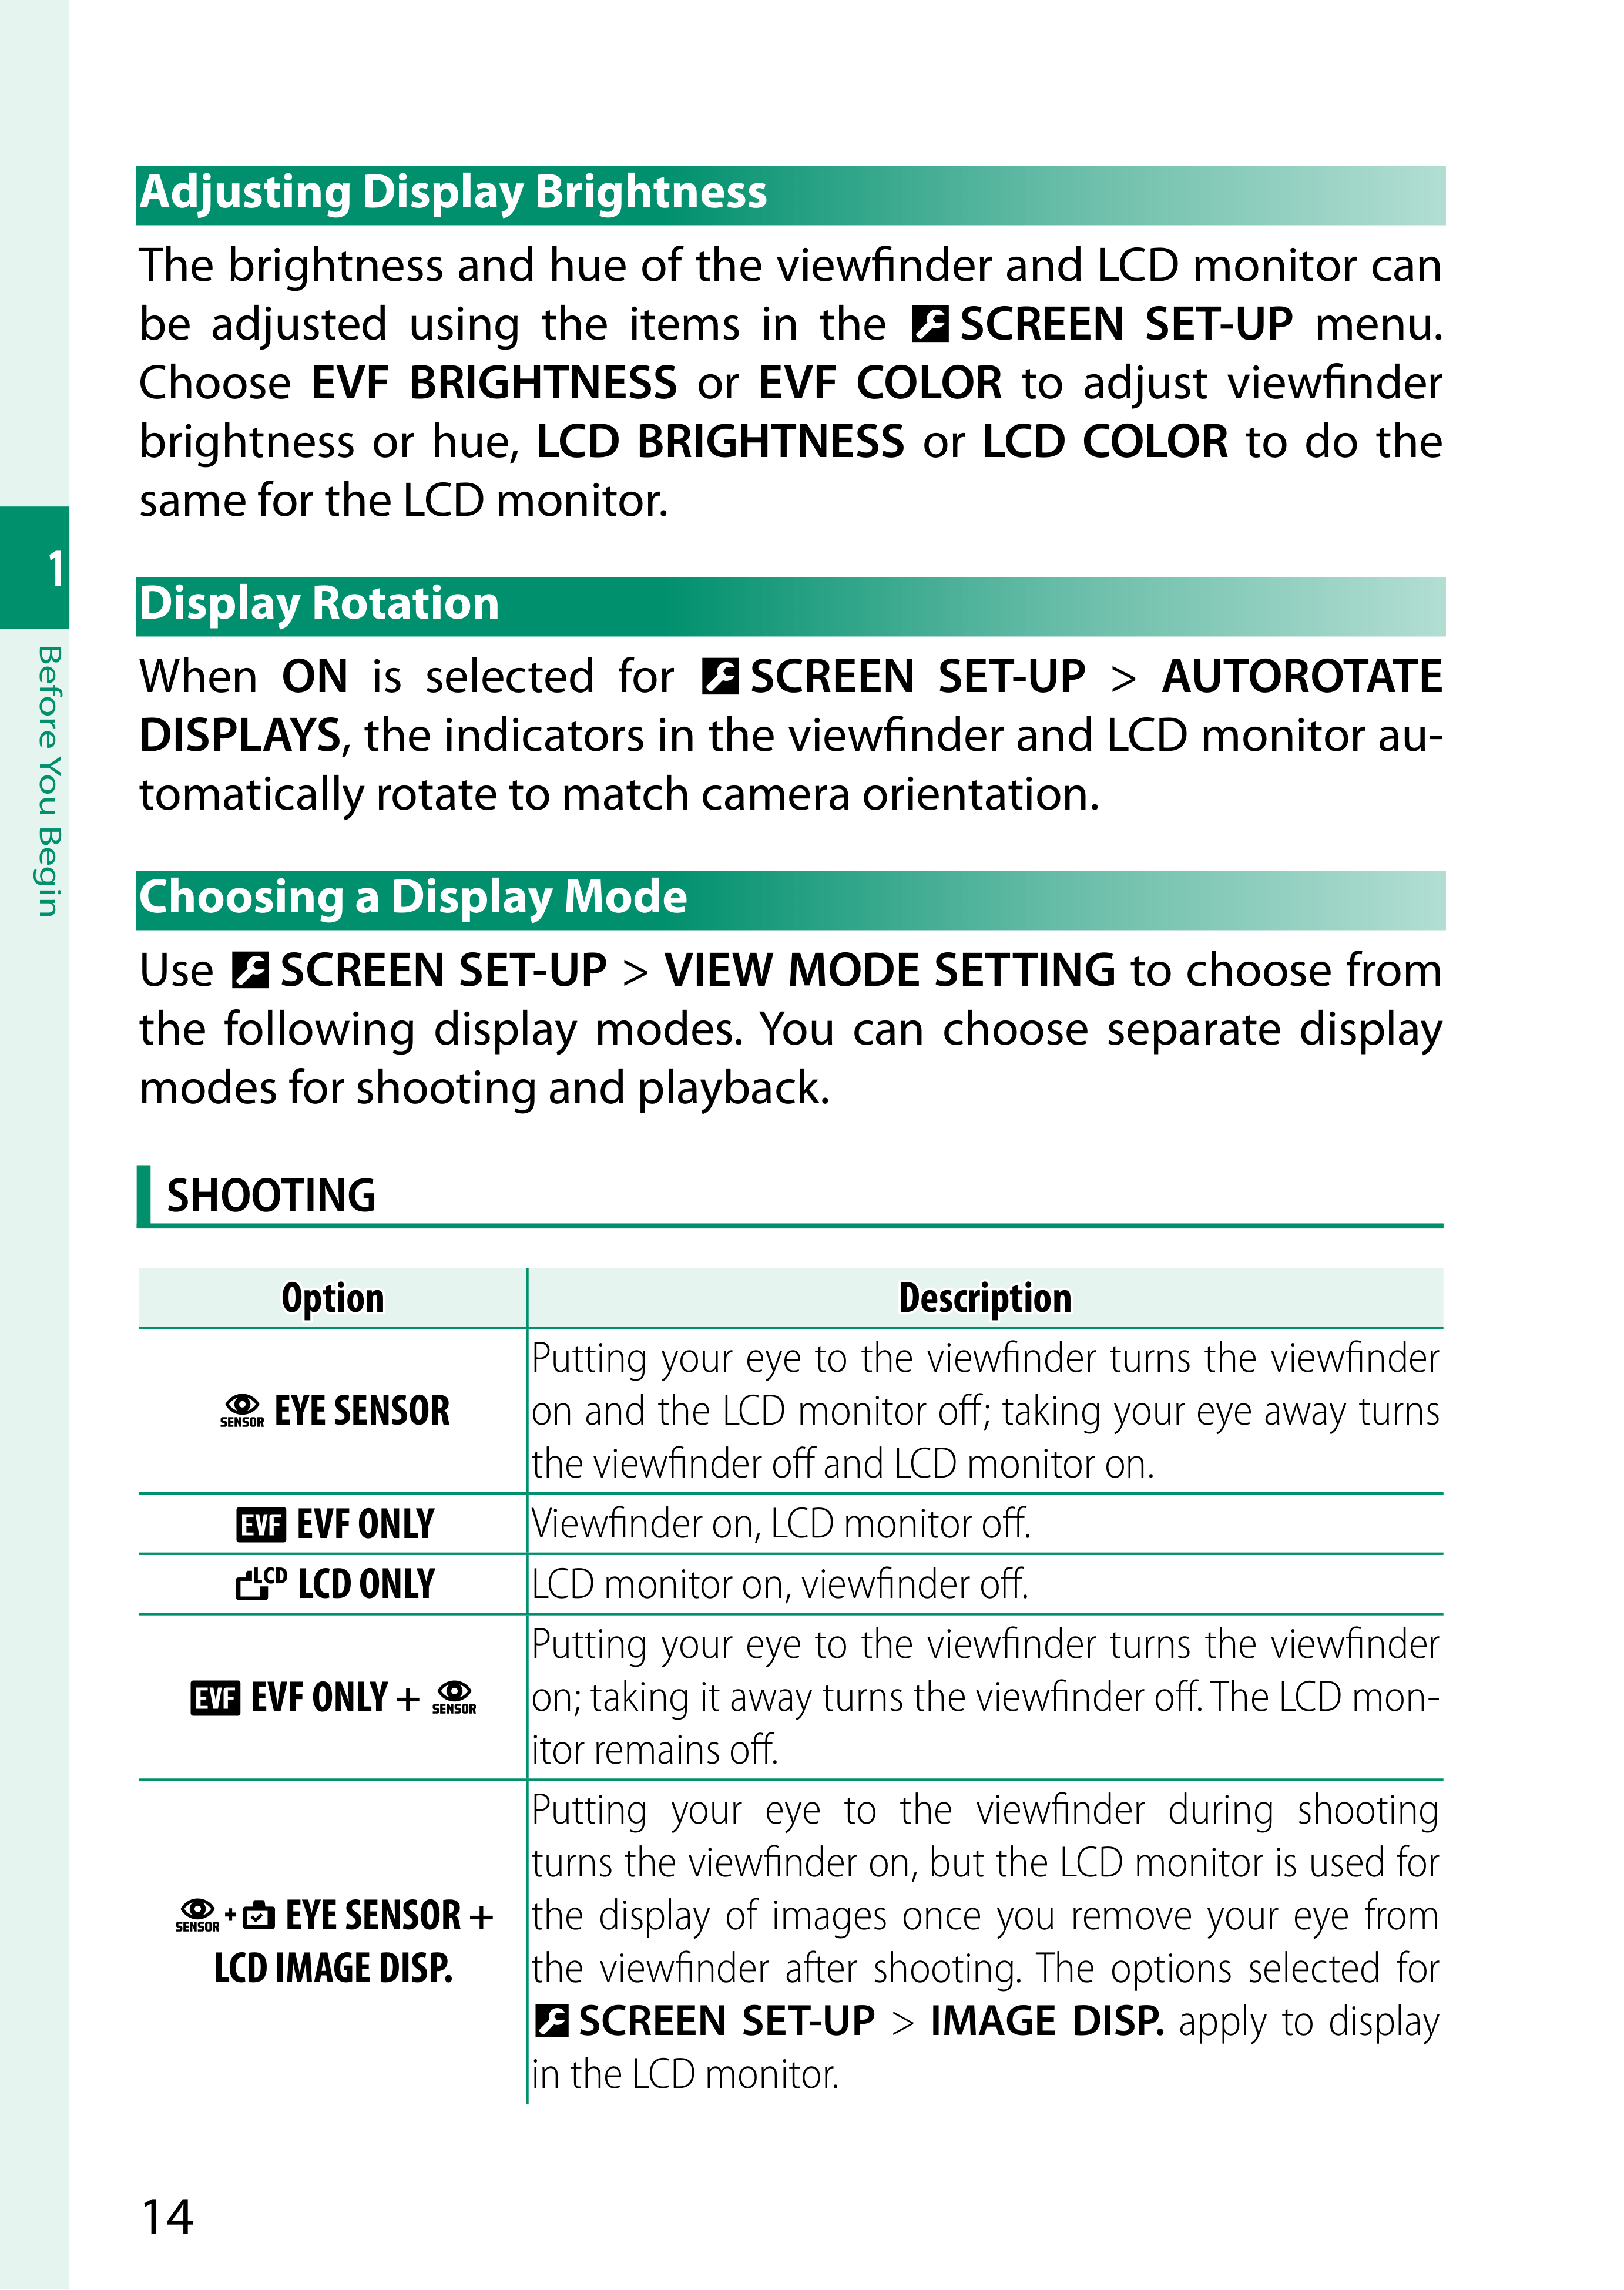 Adjusting Display Brightness
The brightness and hue of the viewfinder and LCD monitor can
be adjusted using the items in the SCREEN SET-UP menu.
Choose EVF BRIGHTNESS or EVF COLOR to adjust viewfinder
brightness or hue, LCD BRIGHTNESS or LCD COLOR to do the
same for the LCD monitor.
1
Before You Begin
Display Rotation
When ON is selected for SCREEN SET-UP > AUTOROTATE
DISPLAYS, the indicators in the viewfinder and LCD monitor au-
tomatically rotate to match camera orientation.
Choosing a Display Mode
Use SCREEN SET-UP > VIEW MODE SETTING to choose from
the following display modes. You can choose separate display
modes for shooting and playback.
SHOOTING
Option Description
SENSOR EYE SENSOR
Putting your eye to the viewfinder turns the viewfinder
on and the LCD monitor off; taking your eye away turns
the viewfinder off and LCD monitor on.
EVF EVF ONLY
Viewfinder on, LCD monitor off.
LCD LCD ONLY
LCD monitor on, viewfinder off.
EVF EVF ONLY + SENSOR
Putting your eye to the viewfinder turns the viewfinder
on; taking it away turns the viewfinder off. The LCD mon-
itor remains off.
SENSOR + EYE SENSOR +
LCD IMAGE DISP.
Putting your eye to the viewfinder during shooting
turns the viewfinder on, but the LCD monitor is used for
the display of images once you remove your eye from
the viewfinder after shooting. The options selected for
SCREEN SET-UP > IMAGE DISP. apply to display
in the LCD monitor.
14